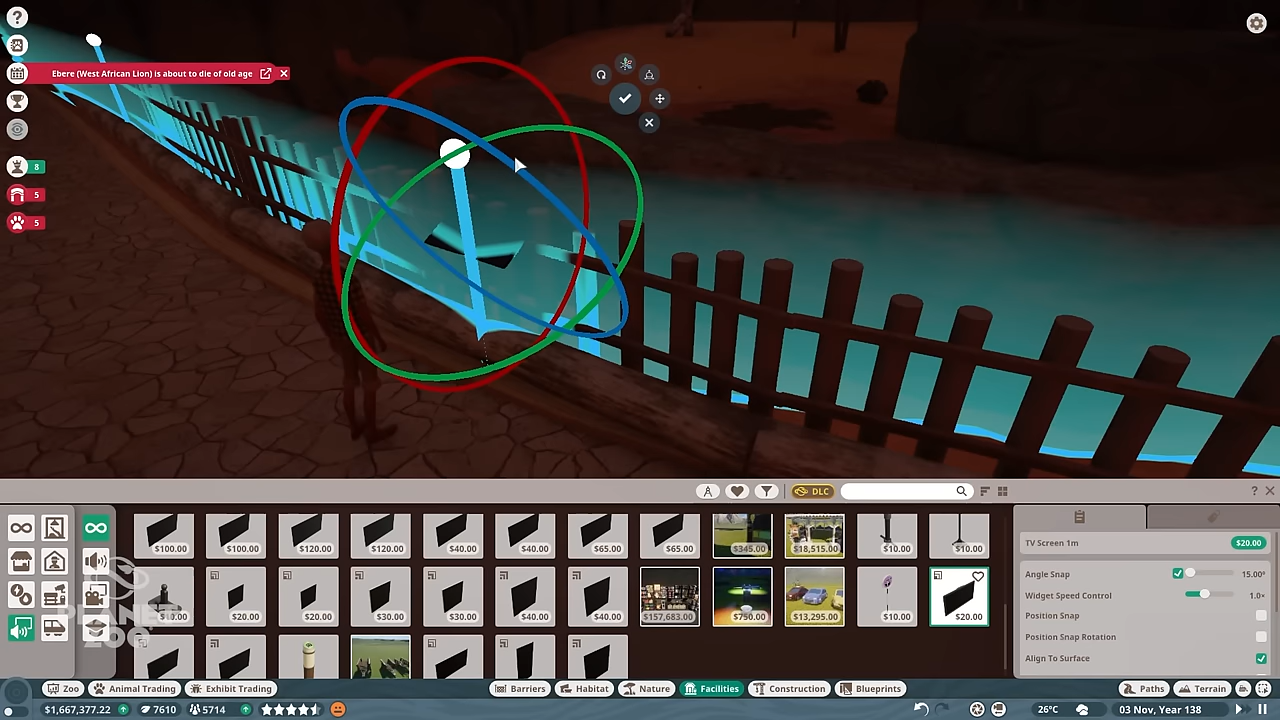 ?
Ebere (West African Lion) is about to die of old age
8
5
5
DLC
$100.00 $100.00 $120.00 $120.00 $40.00 $40.00 $65.00 $65.00 $345.00 $18,515.00 $10.00 $10.00
$10.00 $20.00 $20.00 $30.00 $30.00 $40.00 $40.00 $157,683.00 $750.00 $13,295.00 $10.00 $20.00
TV Screen 1m $20.00
Angle Snap 15.00°
Widget Speed Control 1.0×
Position Snap
Position Snap Rotation
Align To Surface
PLANET ZOO
Zoo Animal Trading Exhibit Trading Barriers Habitat Nature Facilities Construction Blueprints Paths Terrain
$1,667,377.22 7610 5714 26°C 03 Nov, Year 138